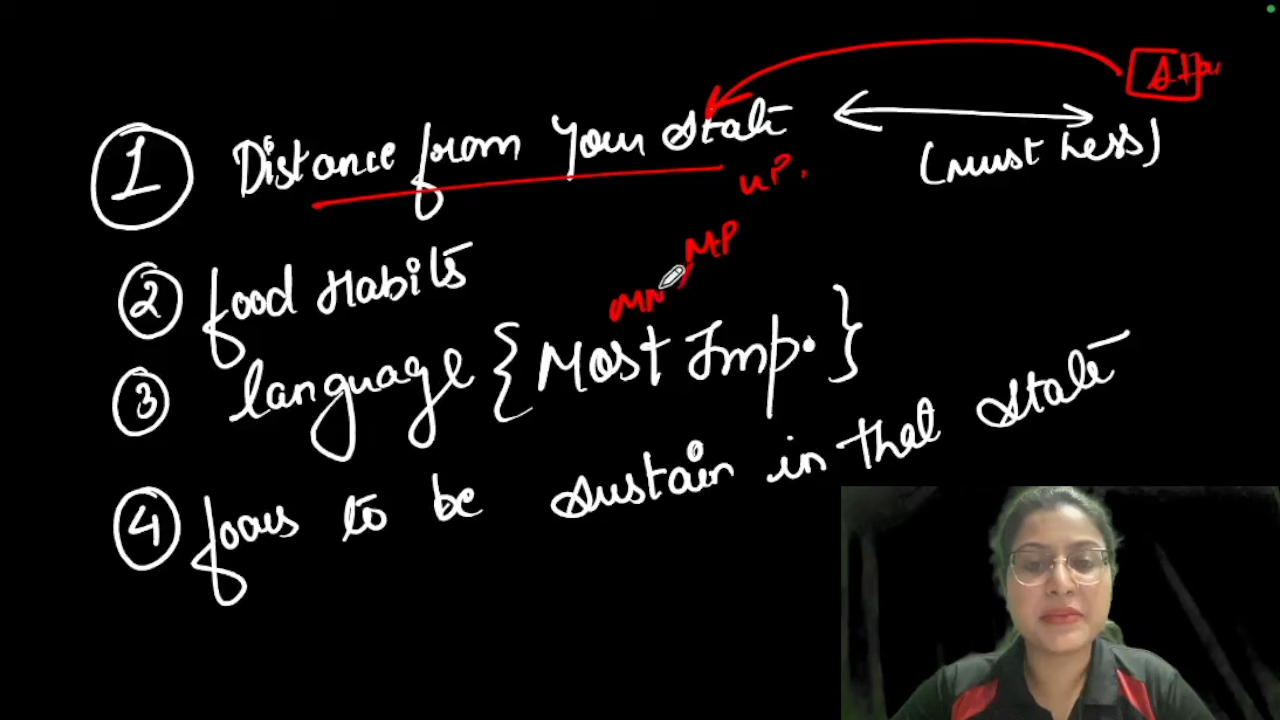 1 Distance from Your State (must Less)
UP.
MP
② food Habits
③ language {Most Imp.}
④ focus to be sustain in that state